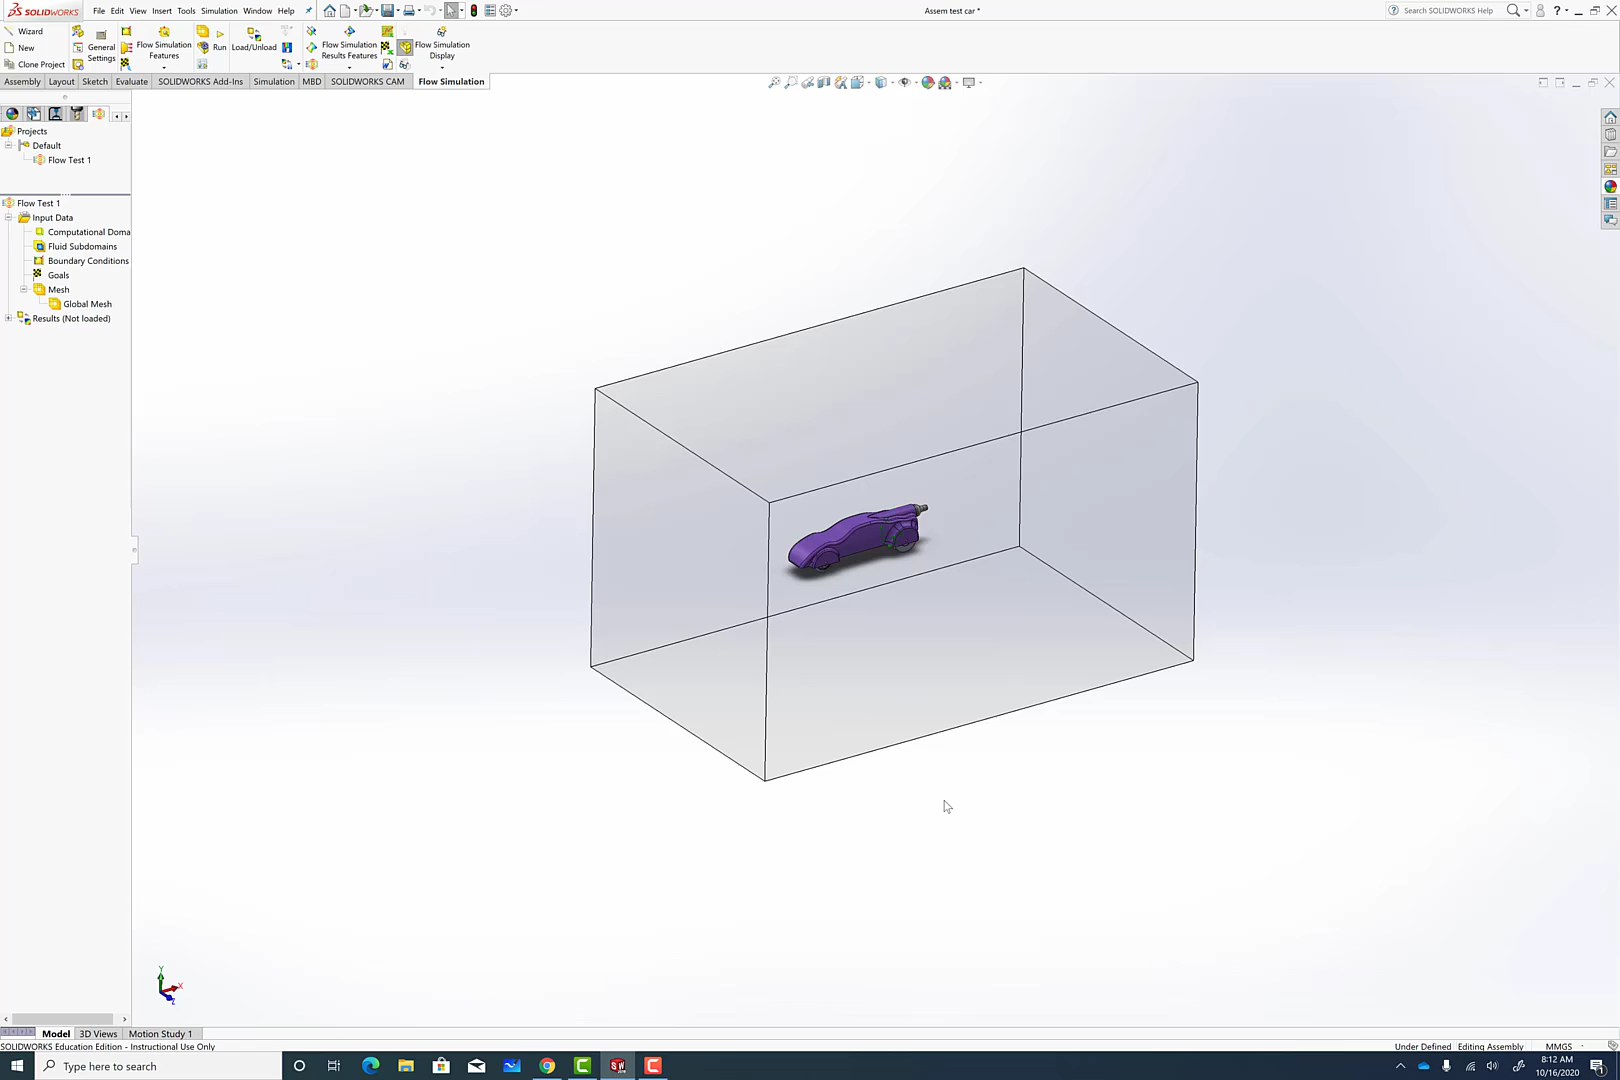 SOLIDWORKS File Edit View Insert Tools Simulation Window Help
Assem test car *
Search SOLIDWORKS Help
Wizard
New
Clone Project
General Settings
Flow Simulation Features
Run
Load/Unload
Flow Simulation Results Features
Flow Simulation Display
Assembly Layout Sketch Evaluate SOLIDWORKS Add-Ins Simulation MBD SOLIDWORKS CAM Flow Simulation
Projects
Default
Flow Test 1
Flow Test 1
Input Data
Computational Doma
Fluid Subdomains
Boundary Conditions
Goals
Mesh
Global Mesh
Results (Not loaded)
Y
X
Z
Model 3D Views Motion Study 1
SOLIDWORKS Education Edition - Instructional Use Only
Under Defined Editing Assembly MMGS
Type here to search
8:12 AM
10/16/2020